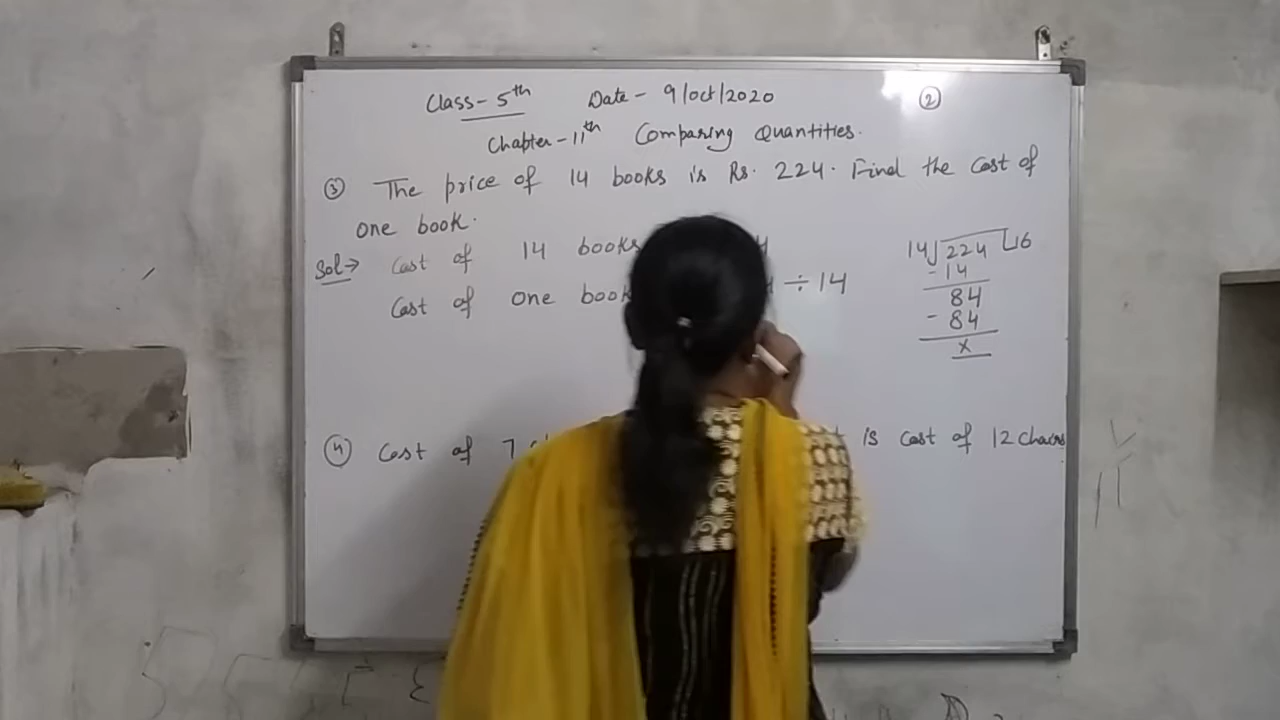 Class- 5th Date - 9/oct/2020 ②
Chapter-11th Comparing Quantities.
③ The price of 14 books is Rs. 224. Find the cost of
one book.
Sol→ Cost of 14 books
Cost of one book ÷14
14 224 16
-14
84
-84
x
④ Cost of 7 is cost of 12 chairs